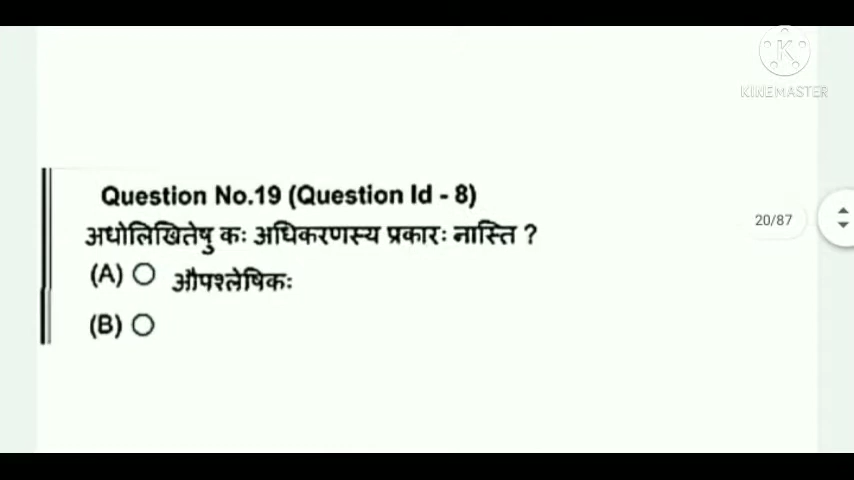 KINEMASTER
Question No.19 (Question Id - 8)
अधोलिखितेषु कः अधिकरणस्य प्रकारः नास्ति ?
20/87
(A) औपश्लेषिकः
(B)